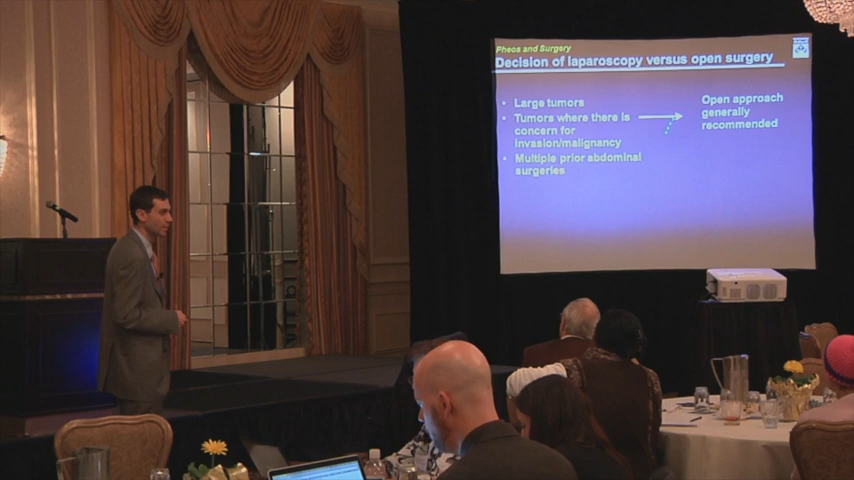 Pheos and Surgery
Decision of laparoscopy versus open surgery
• Large tumors
• Tumors where there is
concern for
invasion/malignancy
• Multiple prior abdominal
surgeries
Open approach
generally
recommended